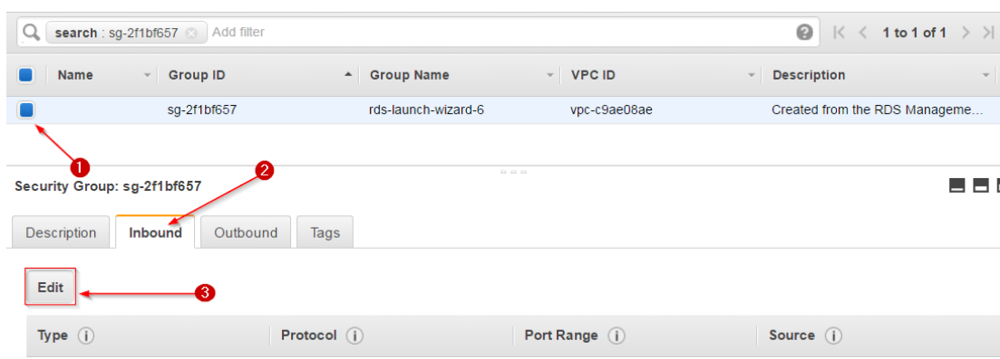 search : sg-2f1bf657 Add filter 1 to 1 of 1
Name Group ID Group Name VPC ID Description
sg-2f1bf657 rds-launch-wizard-6 vpc-c9ae08ae Created from the RDS Manageme...
1
2
Security Group: sg-2f1bf657
Description Inbound Outbound Tags
Edit
3
Type Protocol Port Range Source